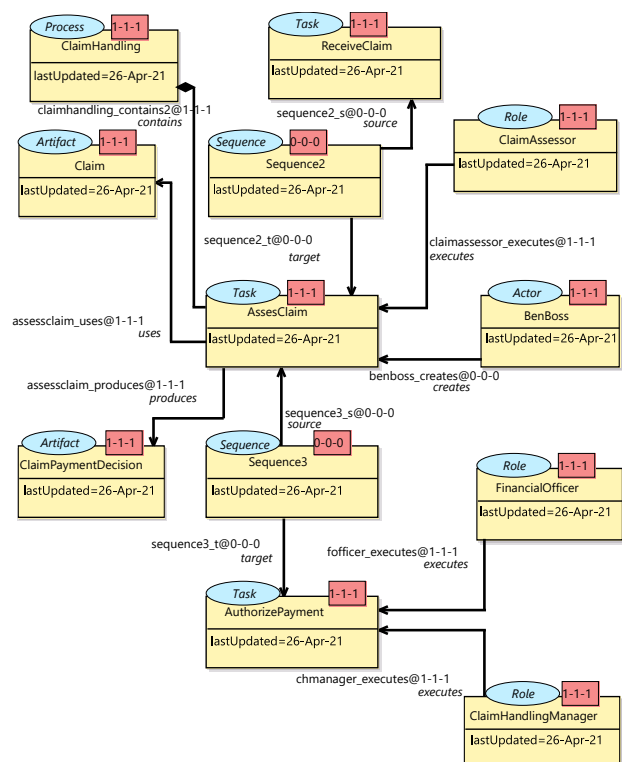 Process 1-1-1
ClaimHandling
lastUpdated=26-Apr-21
Task 1-1-1
ReceiveClaim
lastUpdated=26-Apr-21
claimhandling_contains2@1-1-1
contains
sequence2_s@0-0-0
source
Artifact 1-1-1
Claim
lastUpdated=26-Apr-21
Sequence 0-0-0
Sequence2
lastUpdated=26-Apr-21
Role 1-1-1
ClaimAssessor
lastUpdated=26-Apr-21
sequence2_t@0-0-0
target
claimassessor_executes@1-1-1
executes
Task 1-1-1
AssesClaim
lastUpdated=26-Apr-21
Actor 1-1-1
BenBoss
lastUpdated=26-Apr-21
assessclaim_uses@1-1-1
uses
assessclaim_produces@1-1-1
produces
benboss_creates@0-0-0
creates
sequence3_s@0-0-0
source
Artifact 1-1-1
ClaimPaymentDecision
lastUpdated=26-Apr-21
Sequence 0-0-0
Sequence3
lastUpdated=26-Apr-21
Role 1-1-1
FinancialOfficer
lastUpdated=26-Apr-21
sequence3_t@0-0-0
target
fofficer_executes@1-1-1
executes
Task 1-1-1
AuthorizePayment
lastUpdated=26-Apr-21
chmanager_executes@1-1-1
executes
Role 1-1-1
ClaimHandlingManager
lastUpdated=26-Apr-21